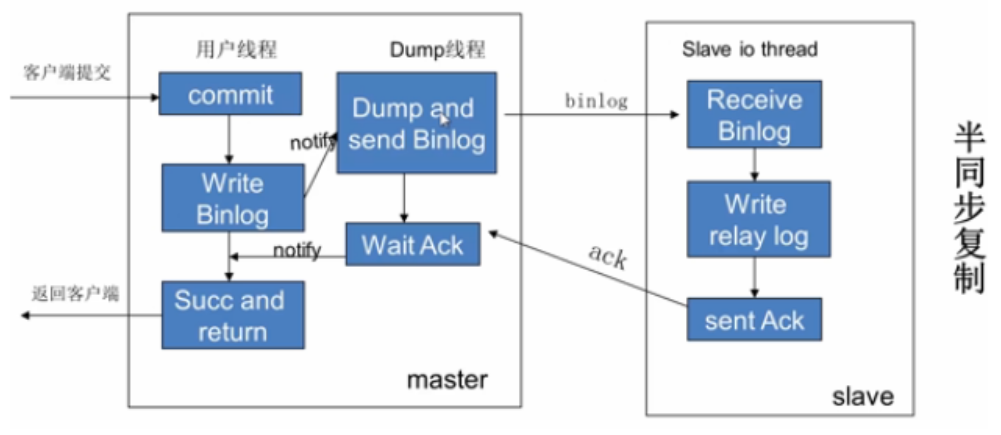 用户线程
Dump线程
Slave io thread
客户端提交
commit
Dump and
send Binlog
binlog
Receive
Binlog
notify
Write
Binlog
Write
relay log
Wait Ack
notify
ack
返回客户端
Succ and
return
sent Ack
master
slave
半同步复制